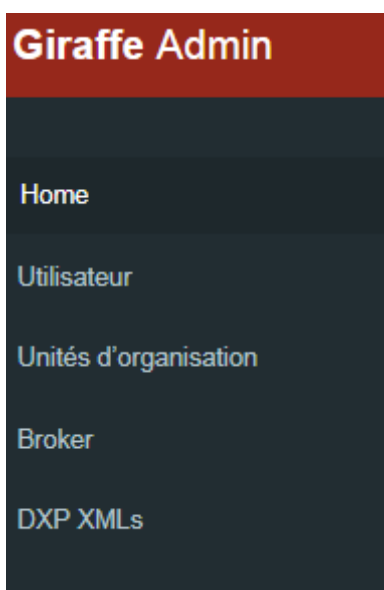 Giraffe Admin
Home
Utilisateur
Unités d’organisation
Broker
DXP XMLs